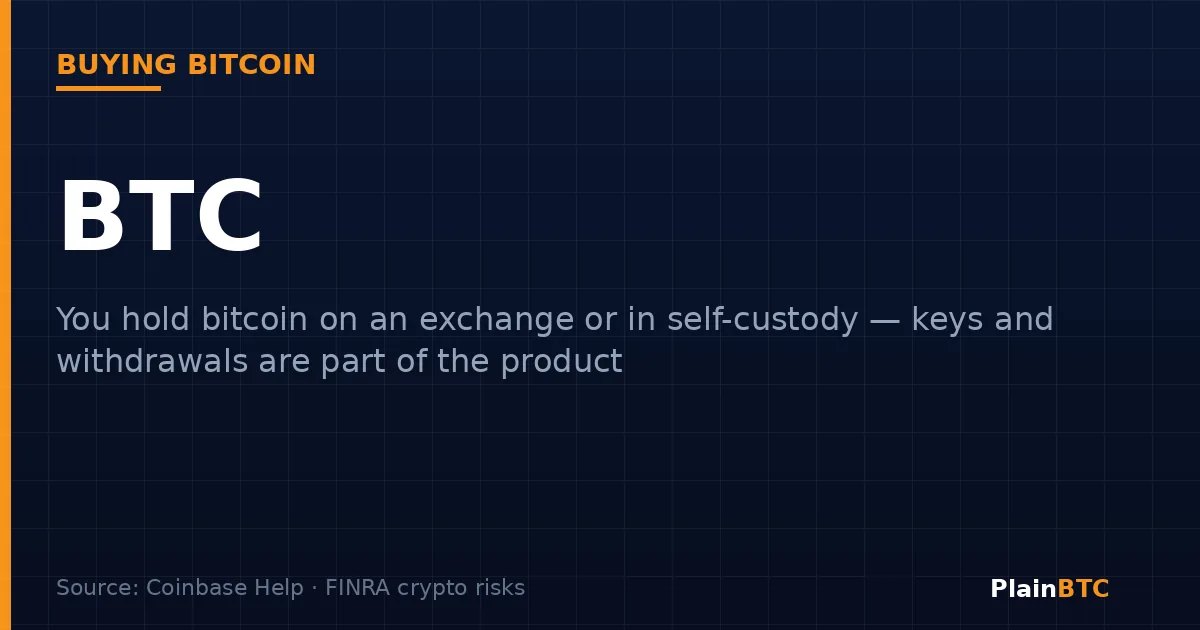 BUYING BITCOIN
BTC
You hold bitcoin on an exchange or in self-custody — keys and
withdrawals are part of the product
Source: Coinbase Help · FINRA crypto risks
PlainBTC